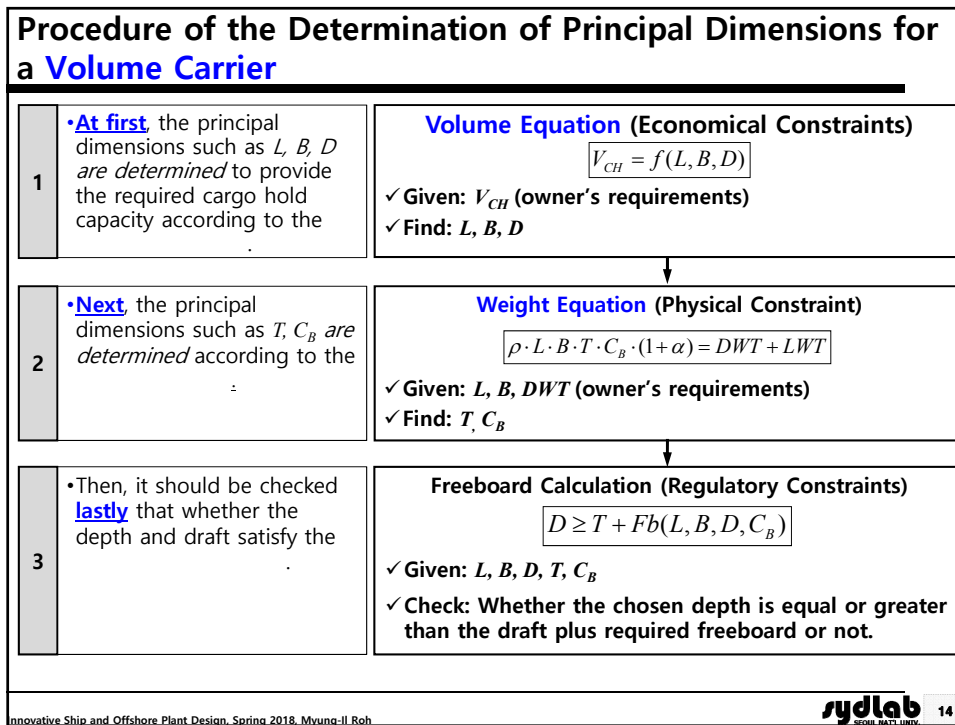 Procedure of the Determination of Principal Dimensions for
a Volume Carrier
1
•At first, the principal
dimensions such as L, B, D
are determined to provide
the required cargo hold
capacity according to the
.
Volume Equation (Economical Constraints)
V_CH = f(L, B, D)
✓Given: V_CH (owner's requirements)
✓Find: L, B, D
2
•Next, the principal
dimensions such as T, C_B are
determined according to the
.
Weight Equation (Physical Constraint)
ρ·L·B·T·C_B·(1+α) = DWT + LWT
✓Given: L, B, DWT (owner's requirements)
✓Find: T, C_B
3
•Then, it should be checked
lastly that whether the
depth and draft satisfy the
.
Freeboard Calculation (Regulatory Constraints)
D ≥ T + Fb(L, B, D, C_B)
✓Given: L, B, D, T, C_B
✓Check: Whether the chosen depth is equal or greater
than the draft plus required freeboard or not.
nnovative Ship and Offshore Plant Design, Spring 2018, Myung-Il Roh
sydlab
SEOUL NAT'L UNIV.
14